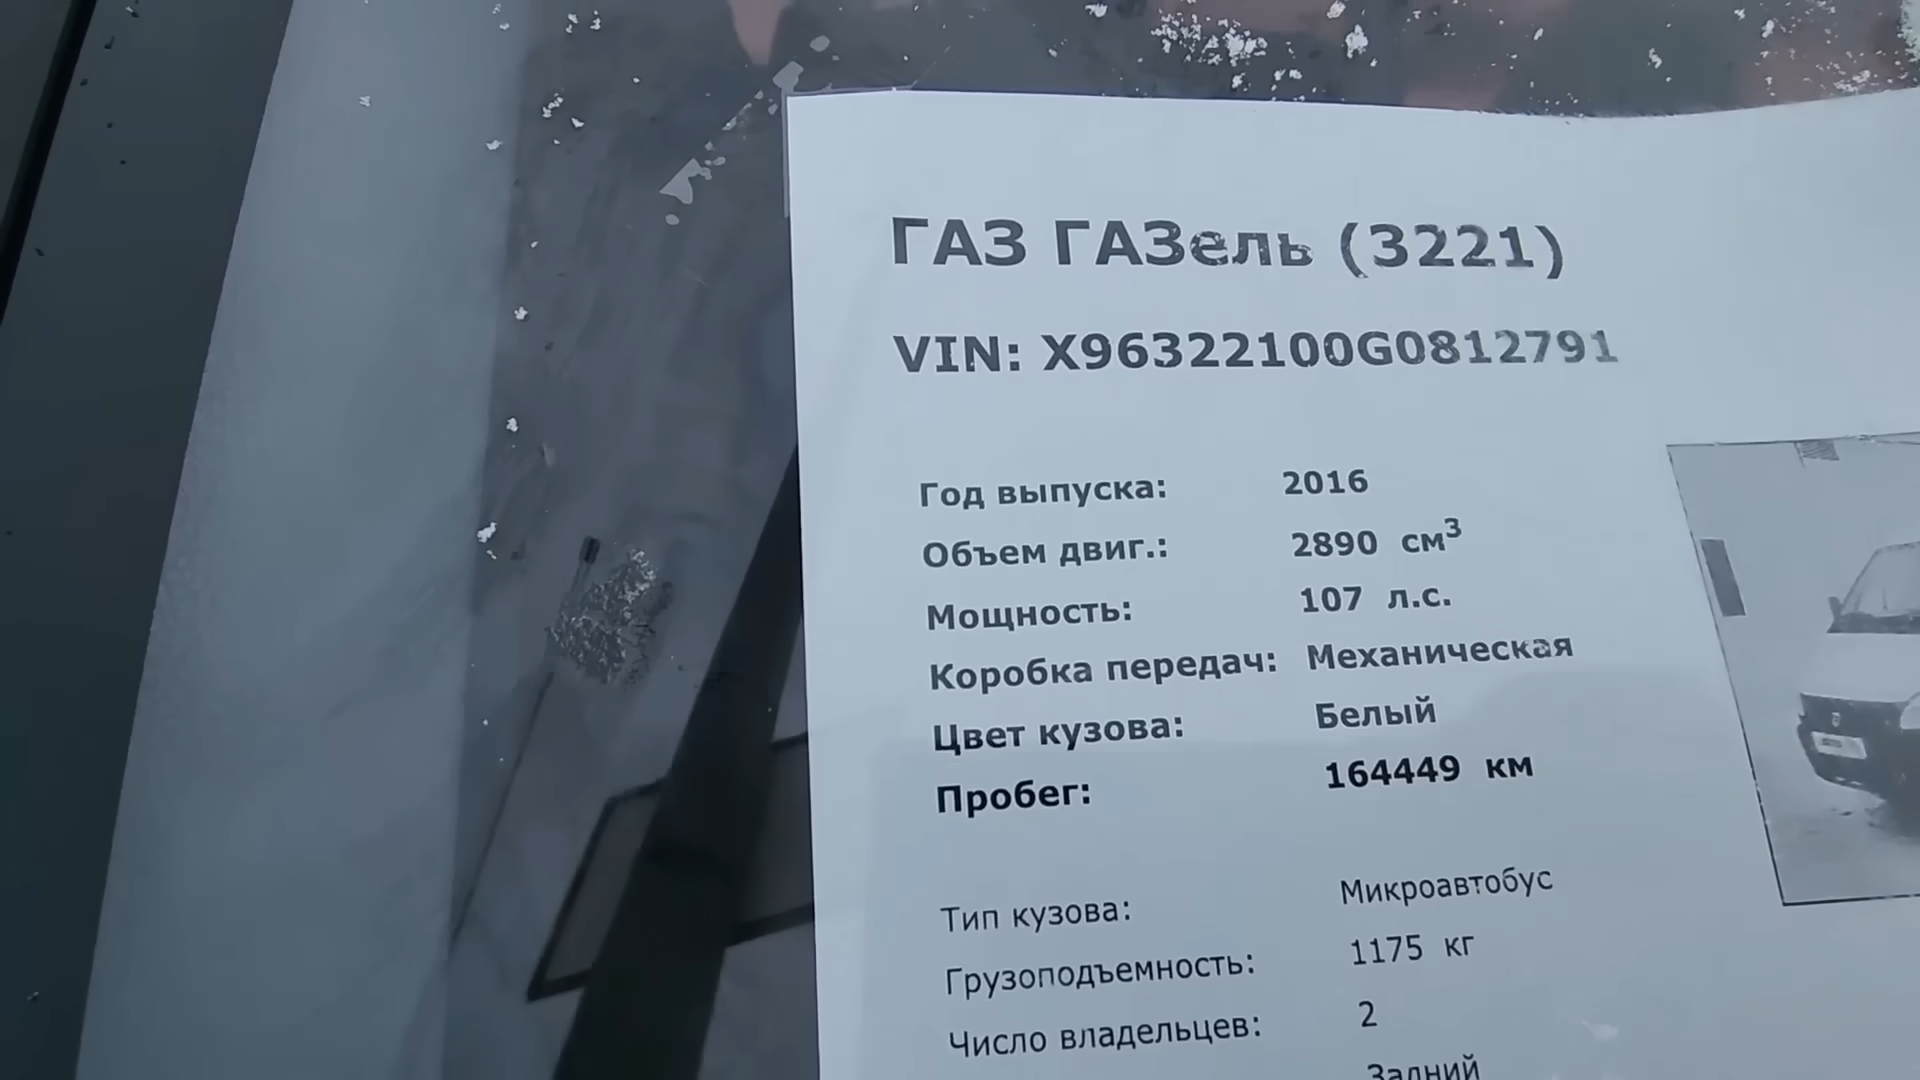 ГАЗ ГАЗель (3221)
VIN: X96322100G0812791
Год выпуска: 2016
Объем двиг.: 2890 см³
Мощность: 107 л.с.
Коробка передач: Механическая
Цвет кузова: Белый
Пробег: 164449 км
Тип кузова: Микроавтобус
Грузоподъемность: 1175 кг
Число владельцев: 2
Задний